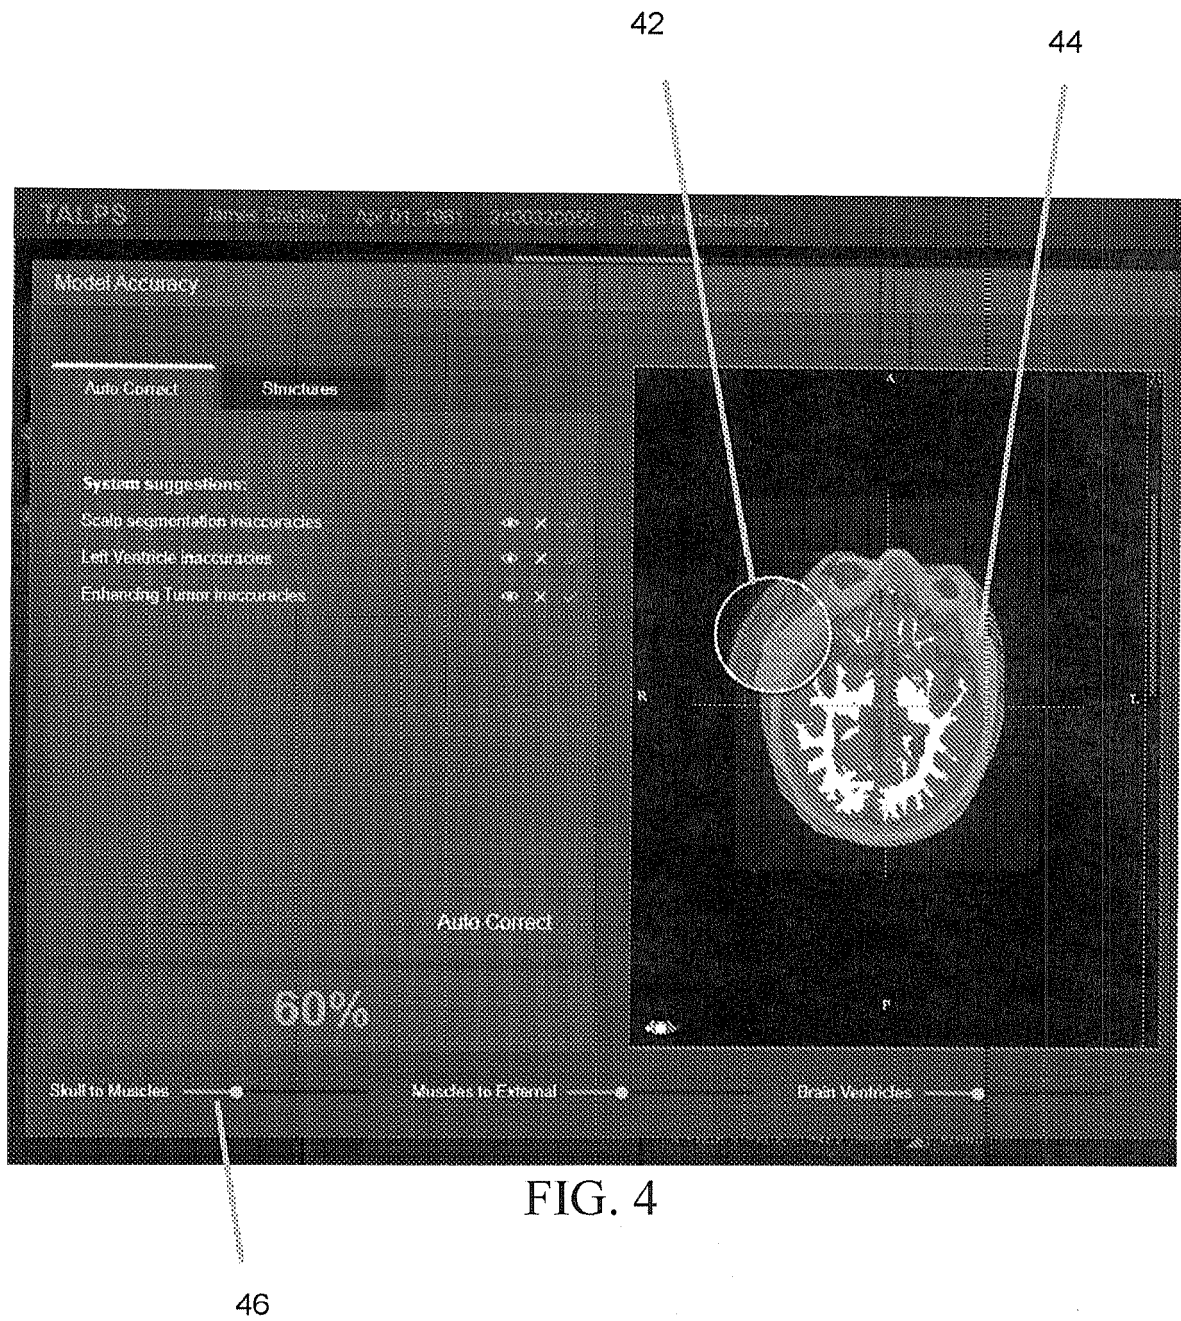 42
44
TALPS
Model Accuracy
Auto Correct
Structures
System suggestions:
Scalp segmentation inaccuracies
Left Ventricle inaccuracies
Enhancing Tumor inaccuracies
A
R
L
P
Auto Correct
60%
Skull to Muscles
Muscles to External
Brain Ventricles
FIG. 4
46